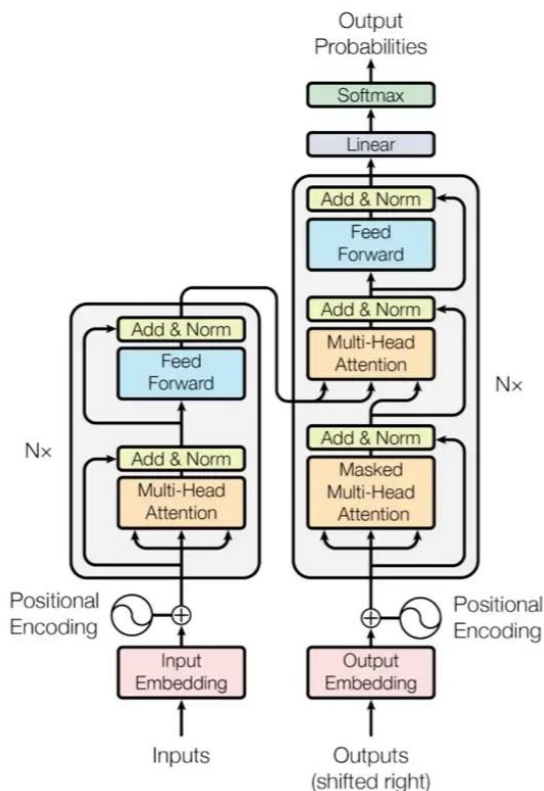 Output
Probabilities
Softmax
Linear
Add & Norm
Feed
Forward
Add & Norm
Multi-Head
Attention
Nx
Add & Norm
Masked
Multi-Head
Attention
Add & Norm
Feed
Forward
Nx
Add & Norm
Multi-Head
Attention
Positional
Encoding
Positional
Encoding
Input
Embedding
Output
Embedding
Inputs
Outputs
(shifted right)